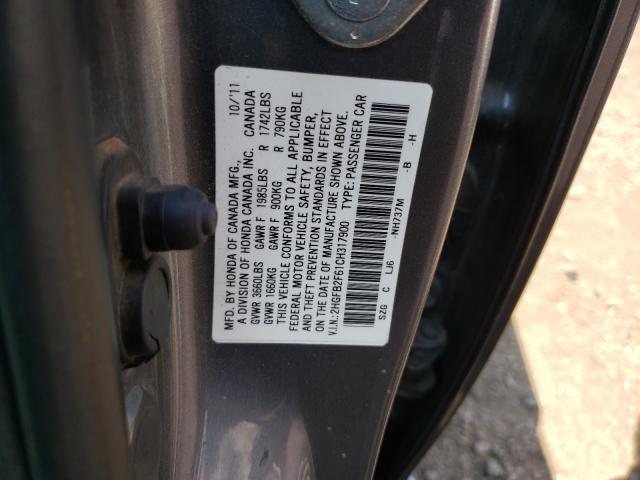 MFD. BY HONDA OF CANADA MFG., 10/'11
A DIVISION OF HONDA CANADA INC. CANADA
GVWR 3660LBS GAWR F 1985LBS R 1742LBS
GVWR 1660KG GAWR F 900KG R 790KG
THIS VEHICLE CONFORMS TO ALL APPLICABLE
FEDERAL MOTOR VEHICLE SAFETY, BUMPER,
AND THEFT PREVENTION STANDARDS IN EFFECT
ON THE DATE OF MANUFACTURE SHOWN ABOVE.
V.I.N.:2HGFB2F61CH317900 TYPE: PASSENGER CAR
SZG C LJ6 -NH737M -B -H